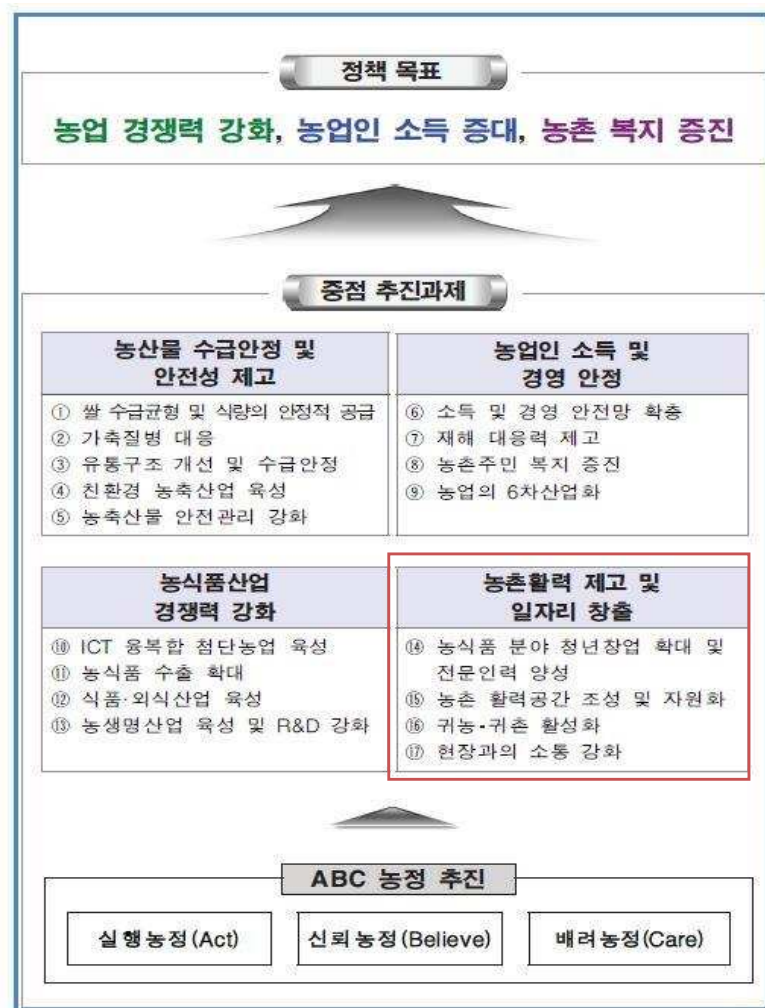 정책 목표
농업 경쟁력 강화, 농업인 소득 증대, 농촌 복지 증진
중점 추진과제
농산물 수급안정 및
안전성 제고
① 쌀 수급균형 및 식량의 안정적 공급
② 가축질병 대응
③ 유통구조 개선 및 수급안정
④ 친환경 농축산업 육성
⑤ 농축산물 안전관리 강화
농업인 소득 및
경영 안정
⑥ 소득 및 경영 안전망 확충
⑦ 재해 대응력 제고
⑧ 농촌주민 복지 증진
⑨ 농업의 6차산업화
농식품산업
경쟁력 강화
⑩ ICT 융복합 첨단농업 육성
⑪ 농식품 수출 확대
⑫ 식품·외식산업 육성
⑬ 농생명산업 육성 및 R&D 강화
농촌활력 제고 및
일자리 창출
⑭ 농식품 분야 청년창업 확대 및
전문인력 양성
⑮ 농촌 활력공간 조성 및 자원화
⑯ 귀농·귀촌 활성화
⑰ 현장과의 소통 강화
ABC 농정 추진
실행농정(Act)
신뢰농정(Believe)
배려농정(Care)